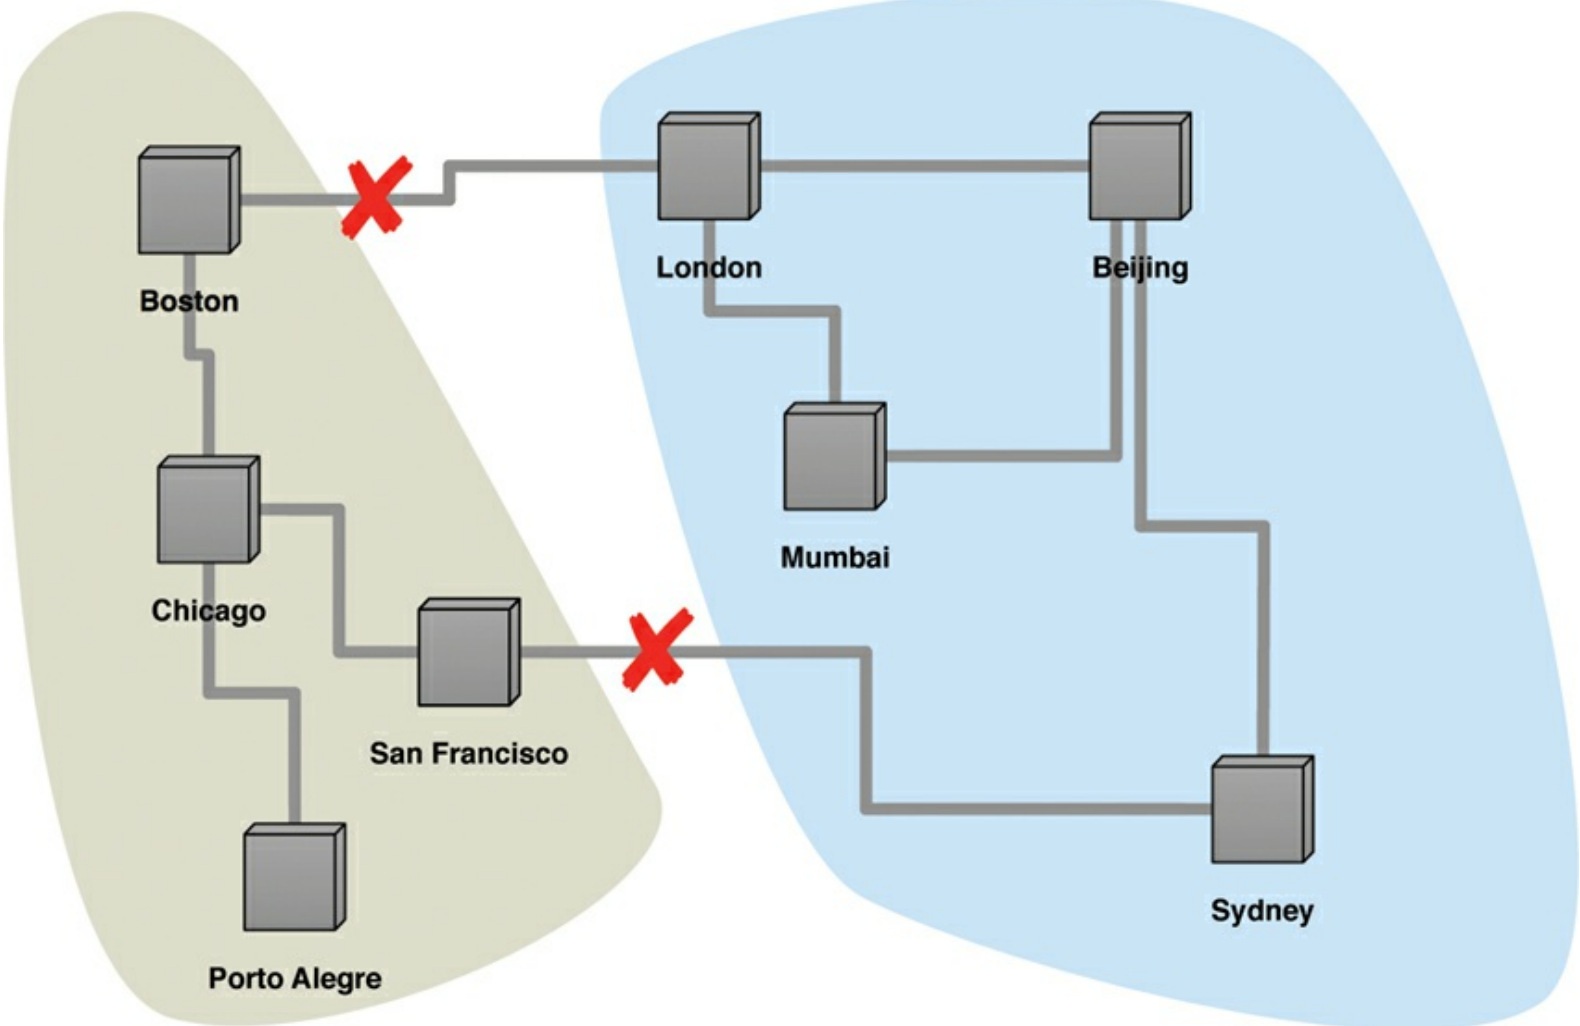 London
Beijing
Boston
Mumbai
Chicago
San Francisco
Sydney
Porto Alegre